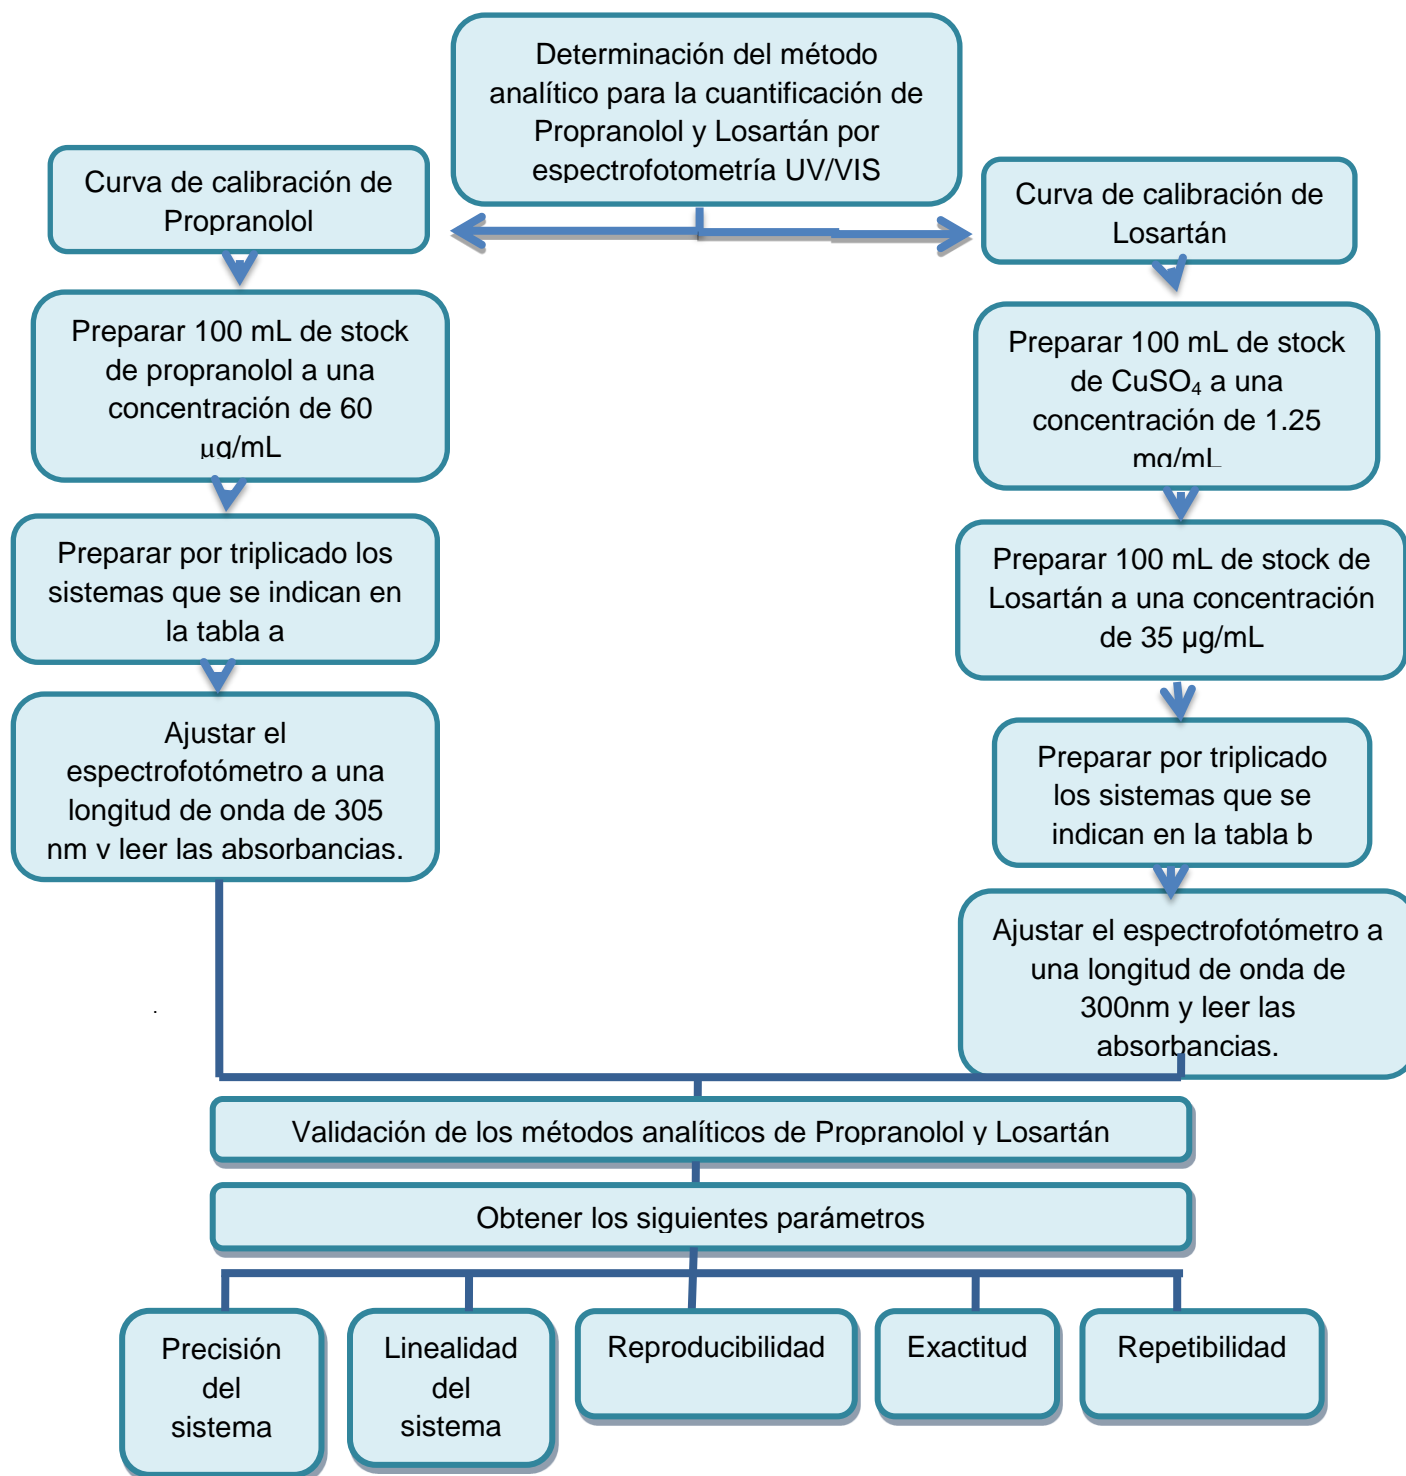 Determinación del método
analítico para la cuantificación de
Propranolol y Losartán por
espectrofotometría UV/VIS
Curva de calibración de
Propranolol
Preparar 100 mL de stock
de propranolol a una
concentración de 60
µg/mL
Preparar por triplicado los
sistemas que se indican en
la tabla a
Ajustar el
espectrofotómetro a una
longitud de onda de 305
nm y leer las absorbancias.
Curva de calibración de
Losartán
Preparar 100 mL de stock
de CuSO₄ a una
concentración de 1.25
mg/mL
Preparar 100 mL de stock de
Losartán a una concentración
de 35 µg/mL
Preparar por triplicado
los sistemas que se
indican en la tabla b
Ajustar el espectrofotómetro a
una longitud de onda de
300nm y leer las
absorbancias.
.
Validación de los métodos analíticos de Propranolol y Losartán
Obtener los siguientes parámetros
Precisión
del
sistema
Linealidad
del
sistema
Reproducibilidad
Exactitud
Repetibilidad